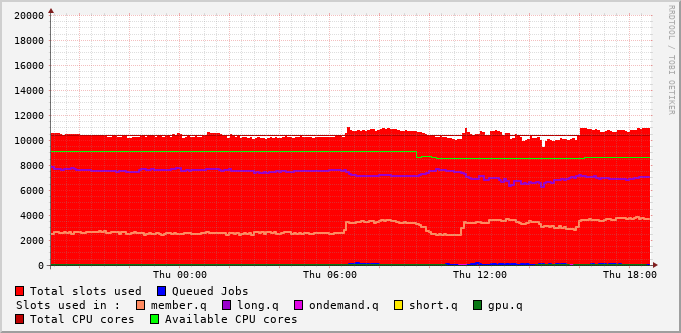 20000
18000
16000
14000
12000
10000
8000
6000
4000
2000
0
Thu 00:00 Thu 06:00 Thu 12:00 Thu 18:00
Total slots used Queued Jobs
Slots used in : member.q long.q ondemand.q short.q gpu.q
Total CPU cores Available CPU cores
RRDTOOL / TOBI OETIKER